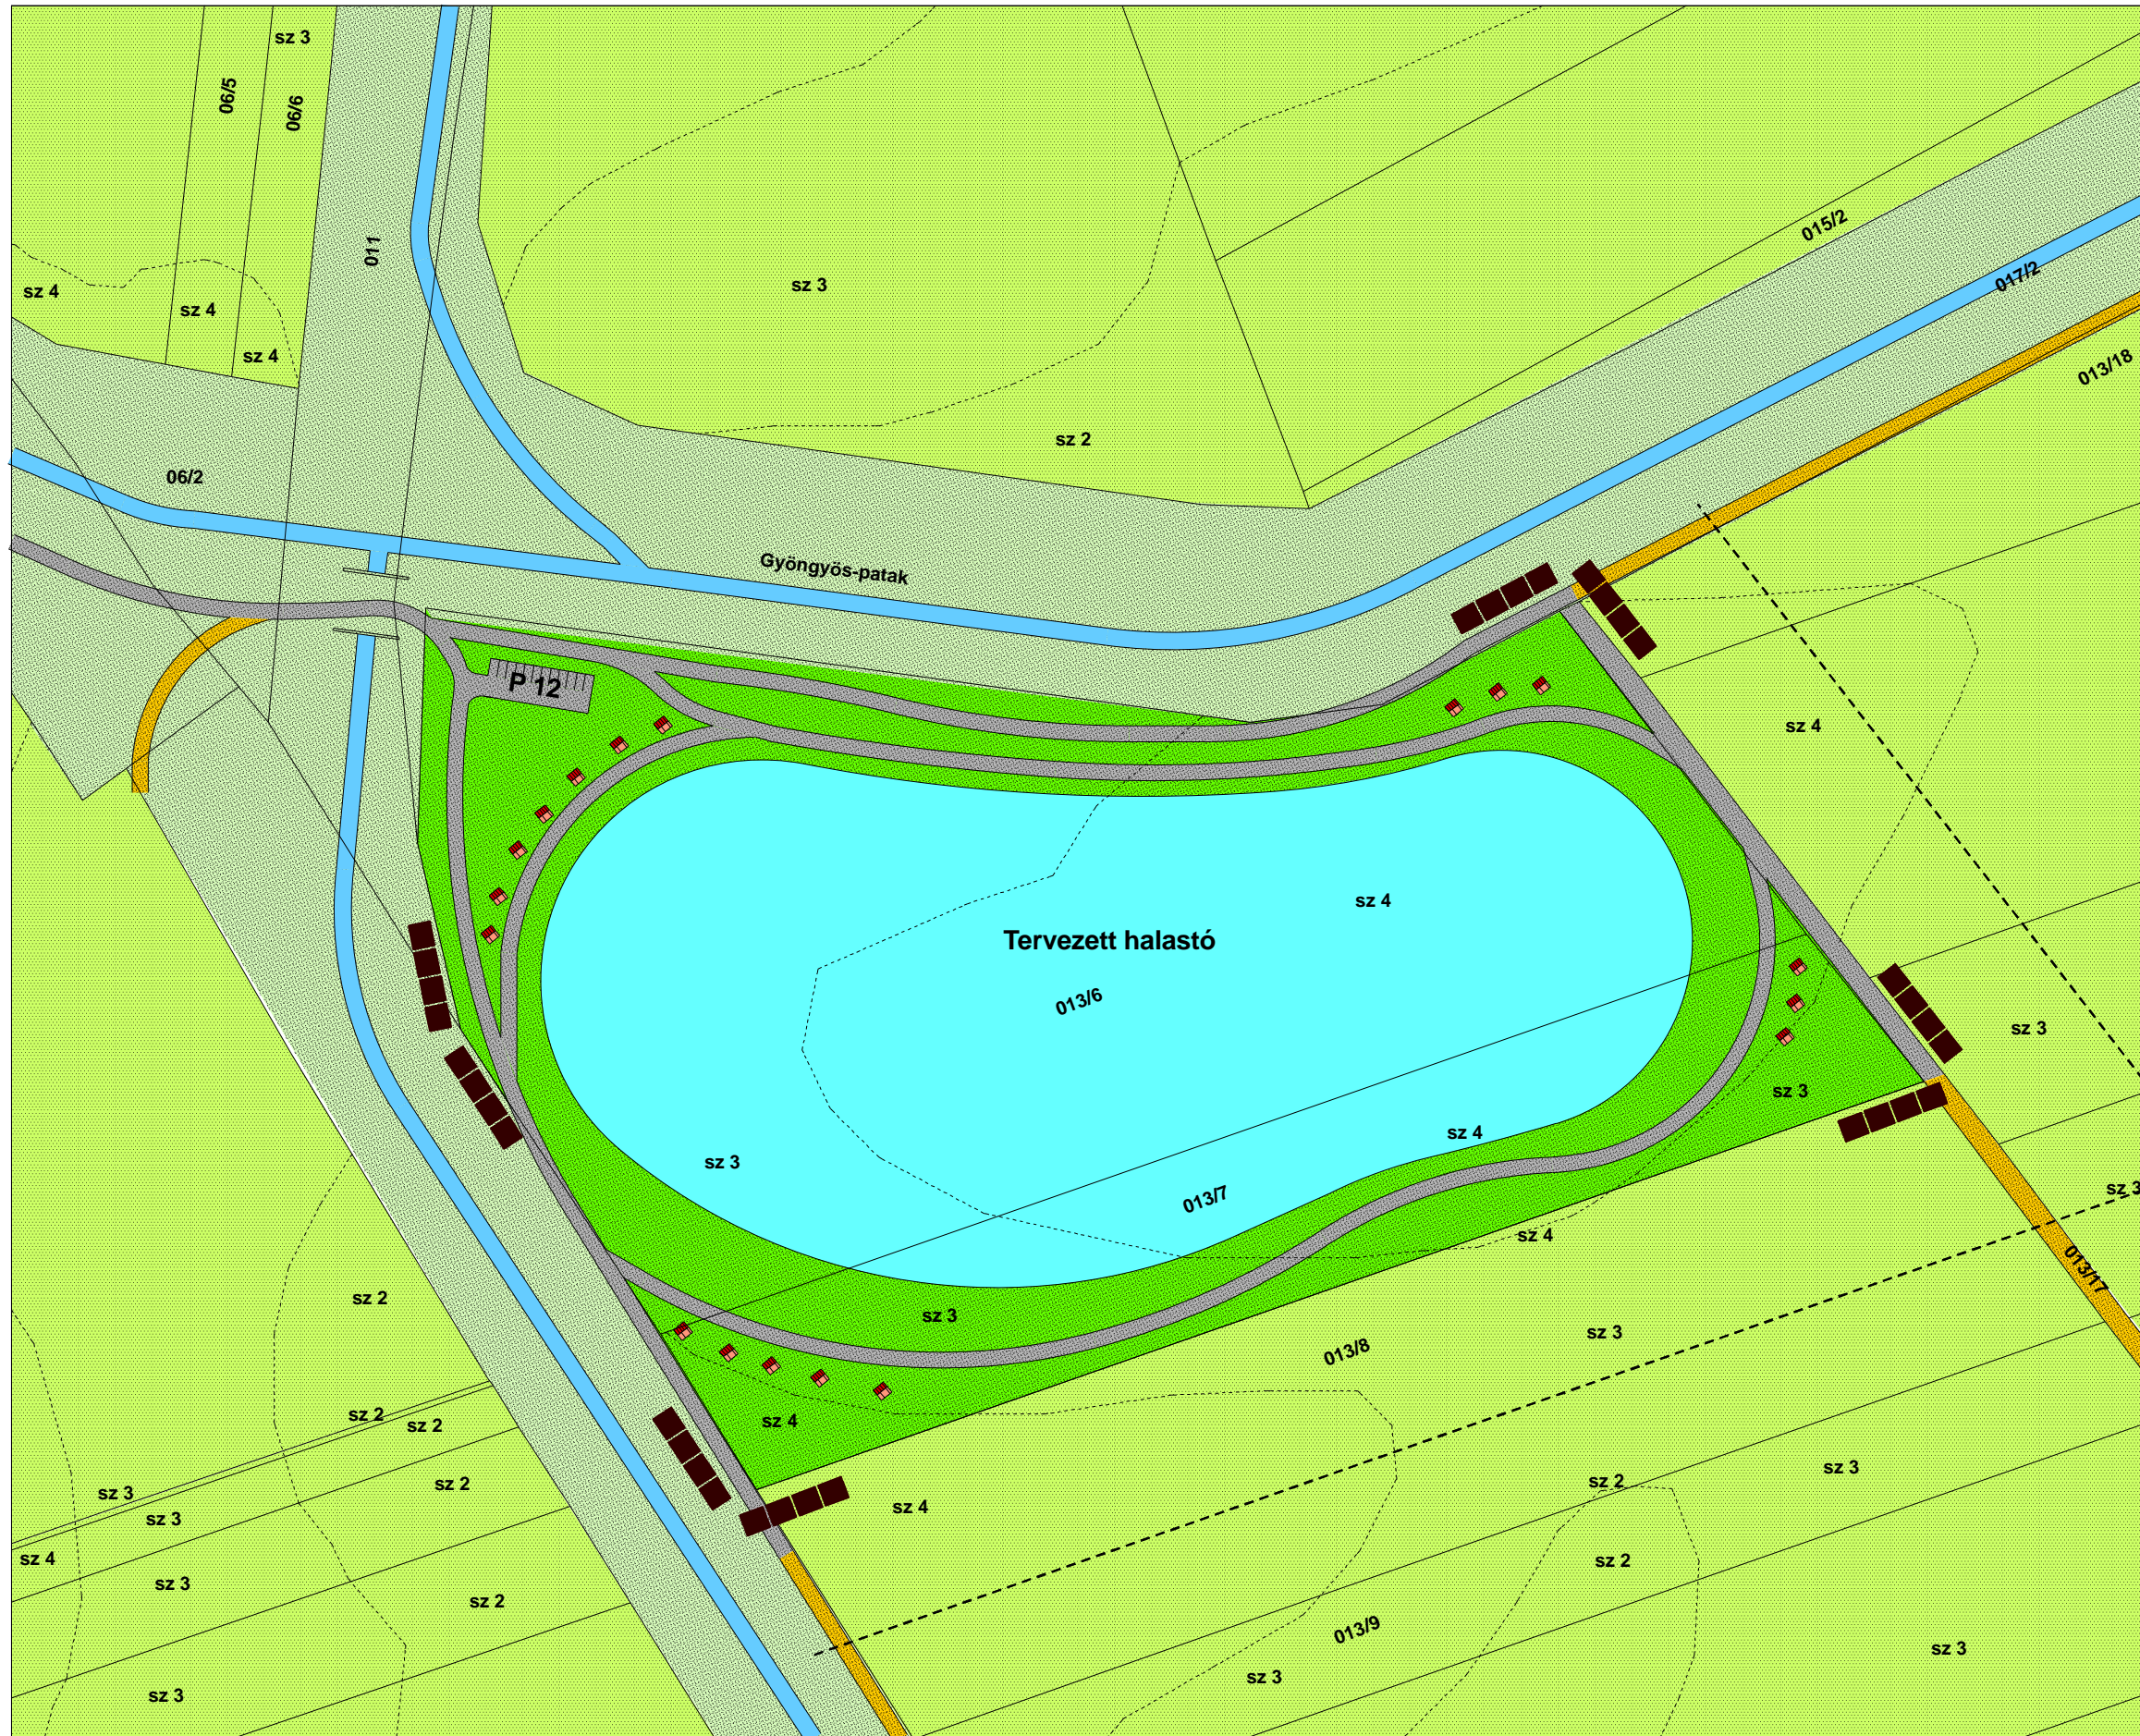 sz 3
06/5
06/6
011
015/2
017/2
sz 3
sz 4
sz 4
sz 4
013/18
sz 2
06/2
Gyöngyös-patak
P 12
sz 4
sz 4
Tervezett halastó
013/6
sz 3
sz 3
sz 4
sz 3
sz 3
013/7
sz 4
013/17
sz 2
sz 3
sz 3
013/8
sz 2
sz 2
sz 4
sz 3
sz 2
sz 2
sz 3
sz 4
sz 3
sz 4
sz 2
sz 3
sz 2
013/9
sz 3
sz 3
sz 3